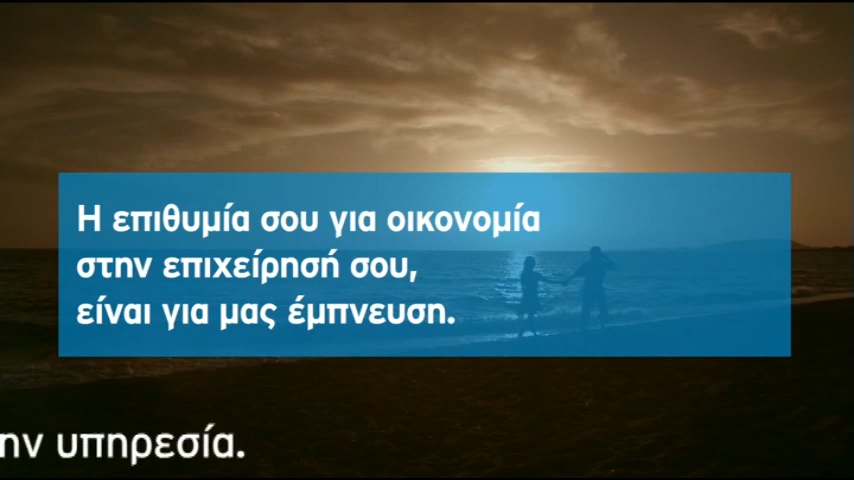 Η επιθυμία σου για οικονομία
στην επιχείρησή σου,
είναι για μας έμπνευση.
ην υπηρεσία.